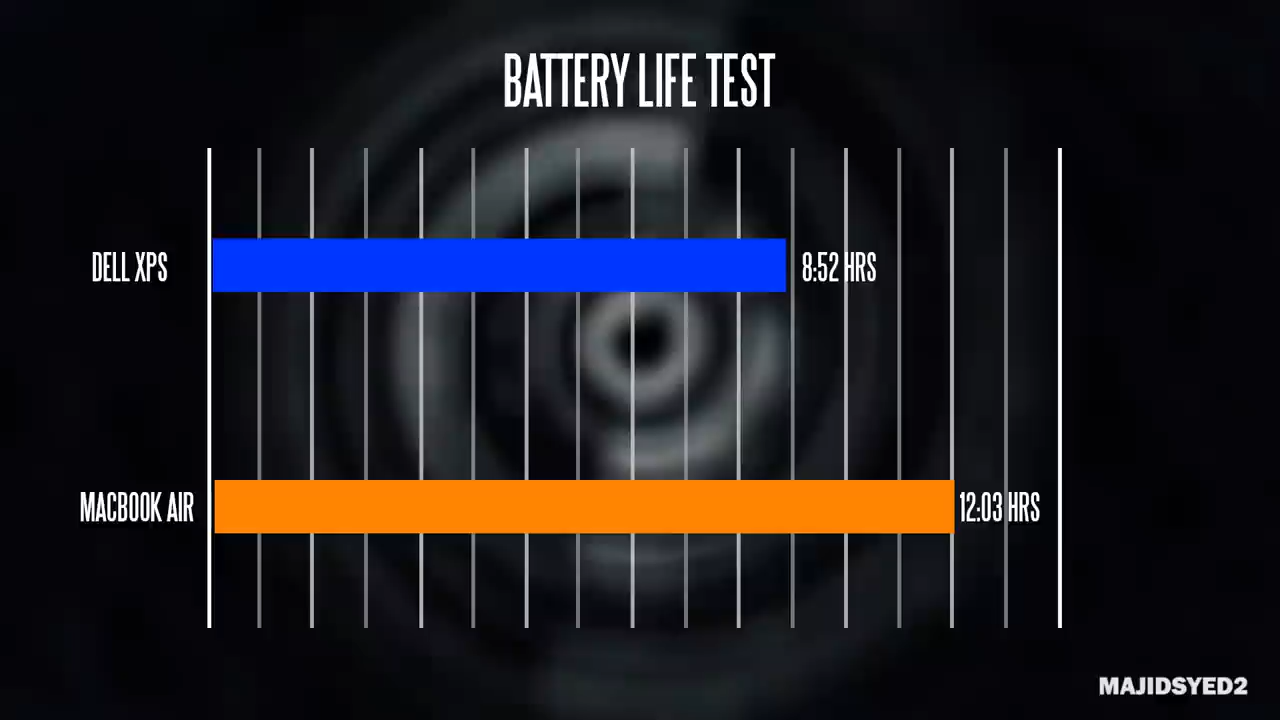 BATTERY LIFE TEST
DELL XPS
8:52 HRS
MACBOOK AIR
12:03 HRS
MAJIDSYED2